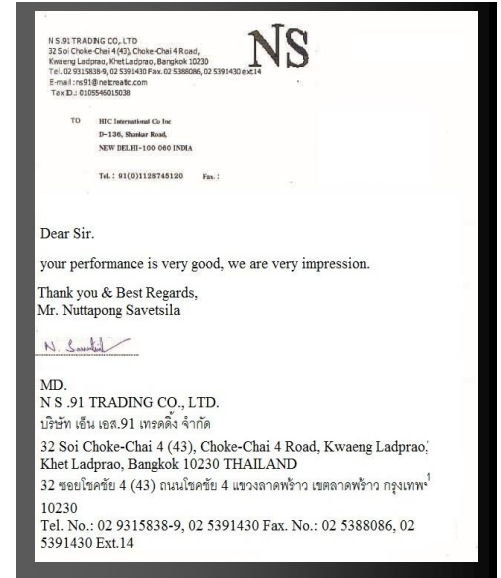 N S.91 TRADING CO., LTD
NS
32 Soi Choke-Chai 4 (43), Choke-Chai 4 Road,
Kwaeng Ladprao, Khet Ladprao, Bangkok 10230
Tel. 02 9315838-9, 02 5391430 Fax. 02 5388086, 02 5391430 ext.14
E-mail : ns91@netcreatic.com
Tax ID. : 0105546015038
TO HIC International Co Inc
D-136, Shankar Road,
NEW DELHI-100 060 INDIA
Tel. : 91(0)1128745120 Fax. :
Dear Sir.
your performance is very good, we are very impression.
Thank you & Best Regards,
Mr. Nuttapong Savetsila
MD.
N S .91 TRADING CO., LTD.
บริษัท เอ็น เอส.91 เทรดดิ้ง จำกัด
32 Soi Choke-Chai 4 (43), Choke-Chai 4 Road, Kwaeng Ladprao,
Khet Ladprao, Bangkok 10230 THAILAND
32 ซอยโชคชัย 4 (43) ถนนโชคชัย 4 แขวงลาดพร้าว เขตลาดพร้าว กรุงเทพฯ
10230
Tel. No.: 02 9315838-9, 02 5391430 Fax. No.: 02 5388086, 02
5391430 Ext.14